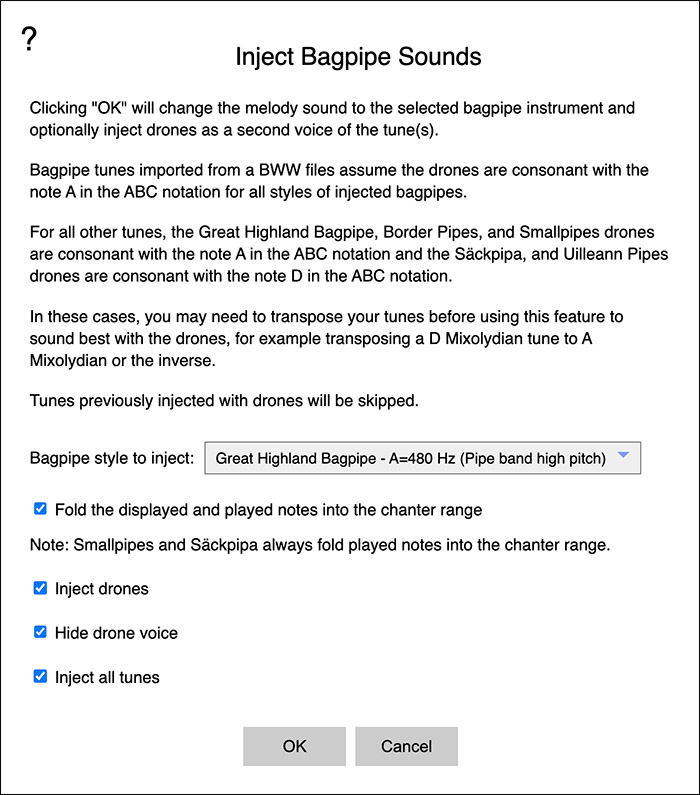 ?
Inject Bagpipe Sounds
Clicking "OK" will change the melody sound to the selected bagpipe instrument and
optionally inject drones as a second voice of the tune(s).
Bagpipe tunes imported from a BWW files assume the drones are consonant with the
note A in the ABC notation for all styles of injected bagpipes.
For all other tunes, the Great Highland Bagpipe, Border Pipes, and Smallpipes drones
are consonant with the note A in the ABC notation and the Säckpipa, and Uilleann Pipes
drones are consonant with the note D in the ABC notation.
In these cases, you may need to transpose your tunes before using this feature to
sound best with the drones, for example transposing a D Mixolydian tune to A
Mixolydian or the inverse.
Tunes previously injected with drones will be skipped.
Bagpipe style to inject: Great Highland Bagpipe - A=480 Hz (Pipe band high pitch)
Fold the displayed and played notes into the chanter range
Note: Smallpipes and Säckpipa always fold played notes into the chanter range.
Inject drones
Hide drone voice
Inject all tunes
OK Cancel